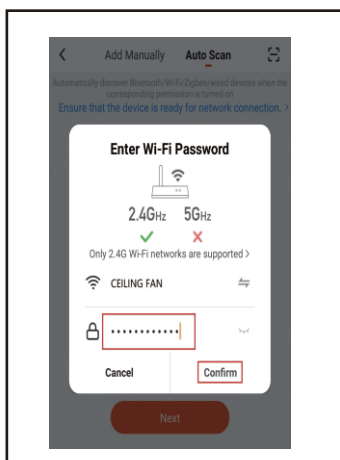 Add Manually Auto Scan
Automatically discover Bluetooth/Wi-Fi/Zigbee/wired devices when the
corresponding permission is turned on
Ensure that the device is ready for network connection. >
Enter Wi-Fi Password
2.4GHz 5GHz
Only 2.4G Wi-Fi networks are supported >
CEILING FAN
••••••••••••
Cancel Confirm
Next